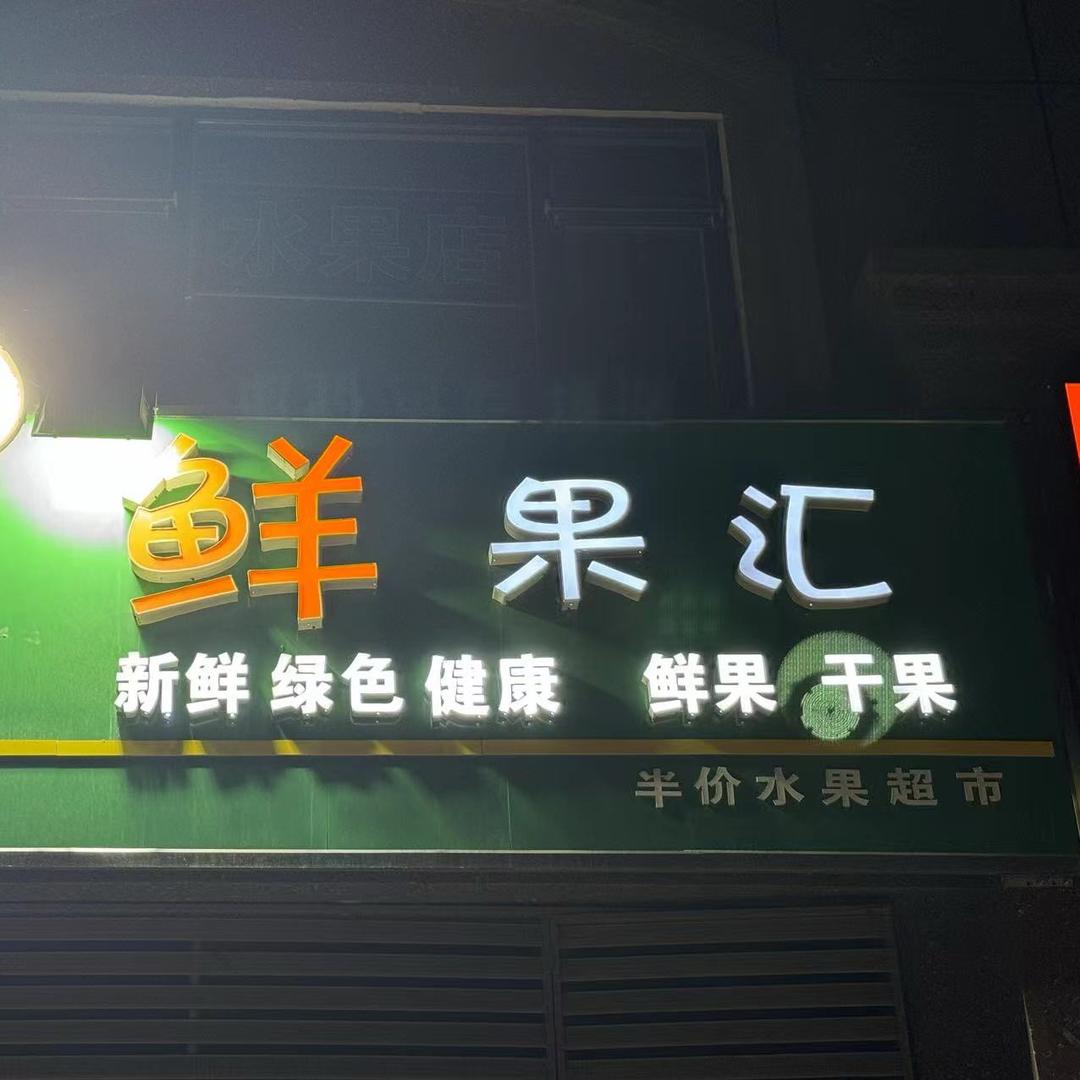 水果店
鲜果汇
新鲜 绿色 健康 鲜果 干果
半价水果超市